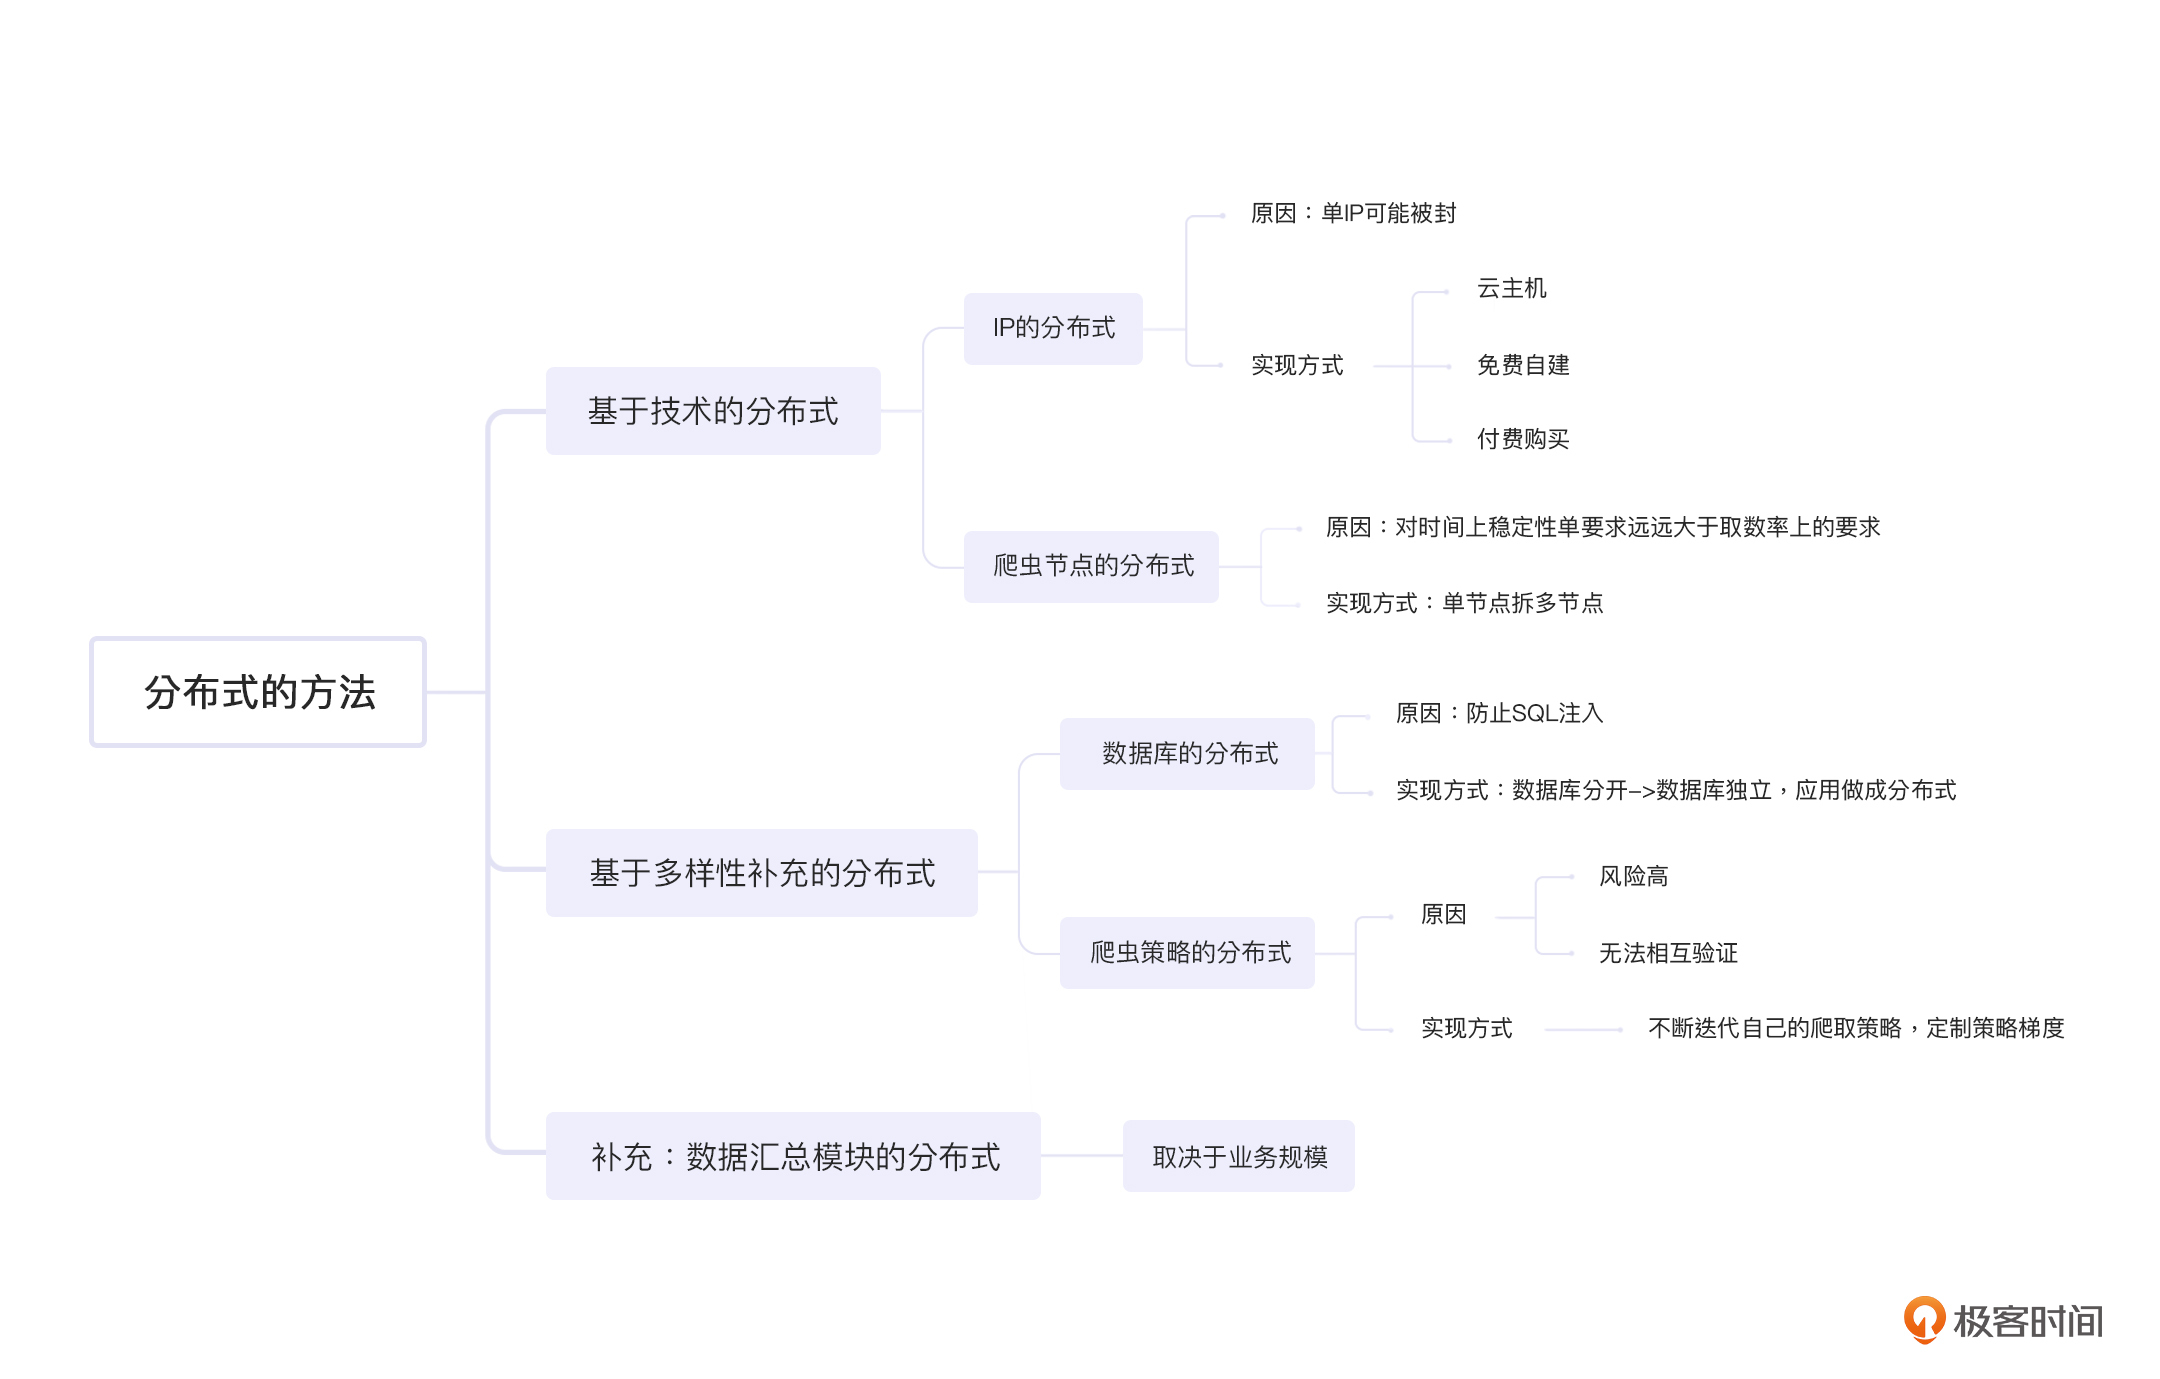 分布式的方法
基于技术的分布式
IP的分布式
原因：单IP可能被封
实现方式
云主机
免费自建
付费购买
爬虫节点的分布式
原因：对时间上稳定性单要求远远大于取数率上的要求
实现方式：单节点拆多节点
基于多样性补充的分布式
数据库的分布式
原因：防止SQL注入
实现方式：数据库分开–>数据库独立，应用做成分布式
爬虫策略的分布式
原因
风险高
无法相互验证
实现方式
不断迭代自己的爬取策略，定制策略梯度
补充：数据汇总模块的分布式
取决于业务规模
极客时间